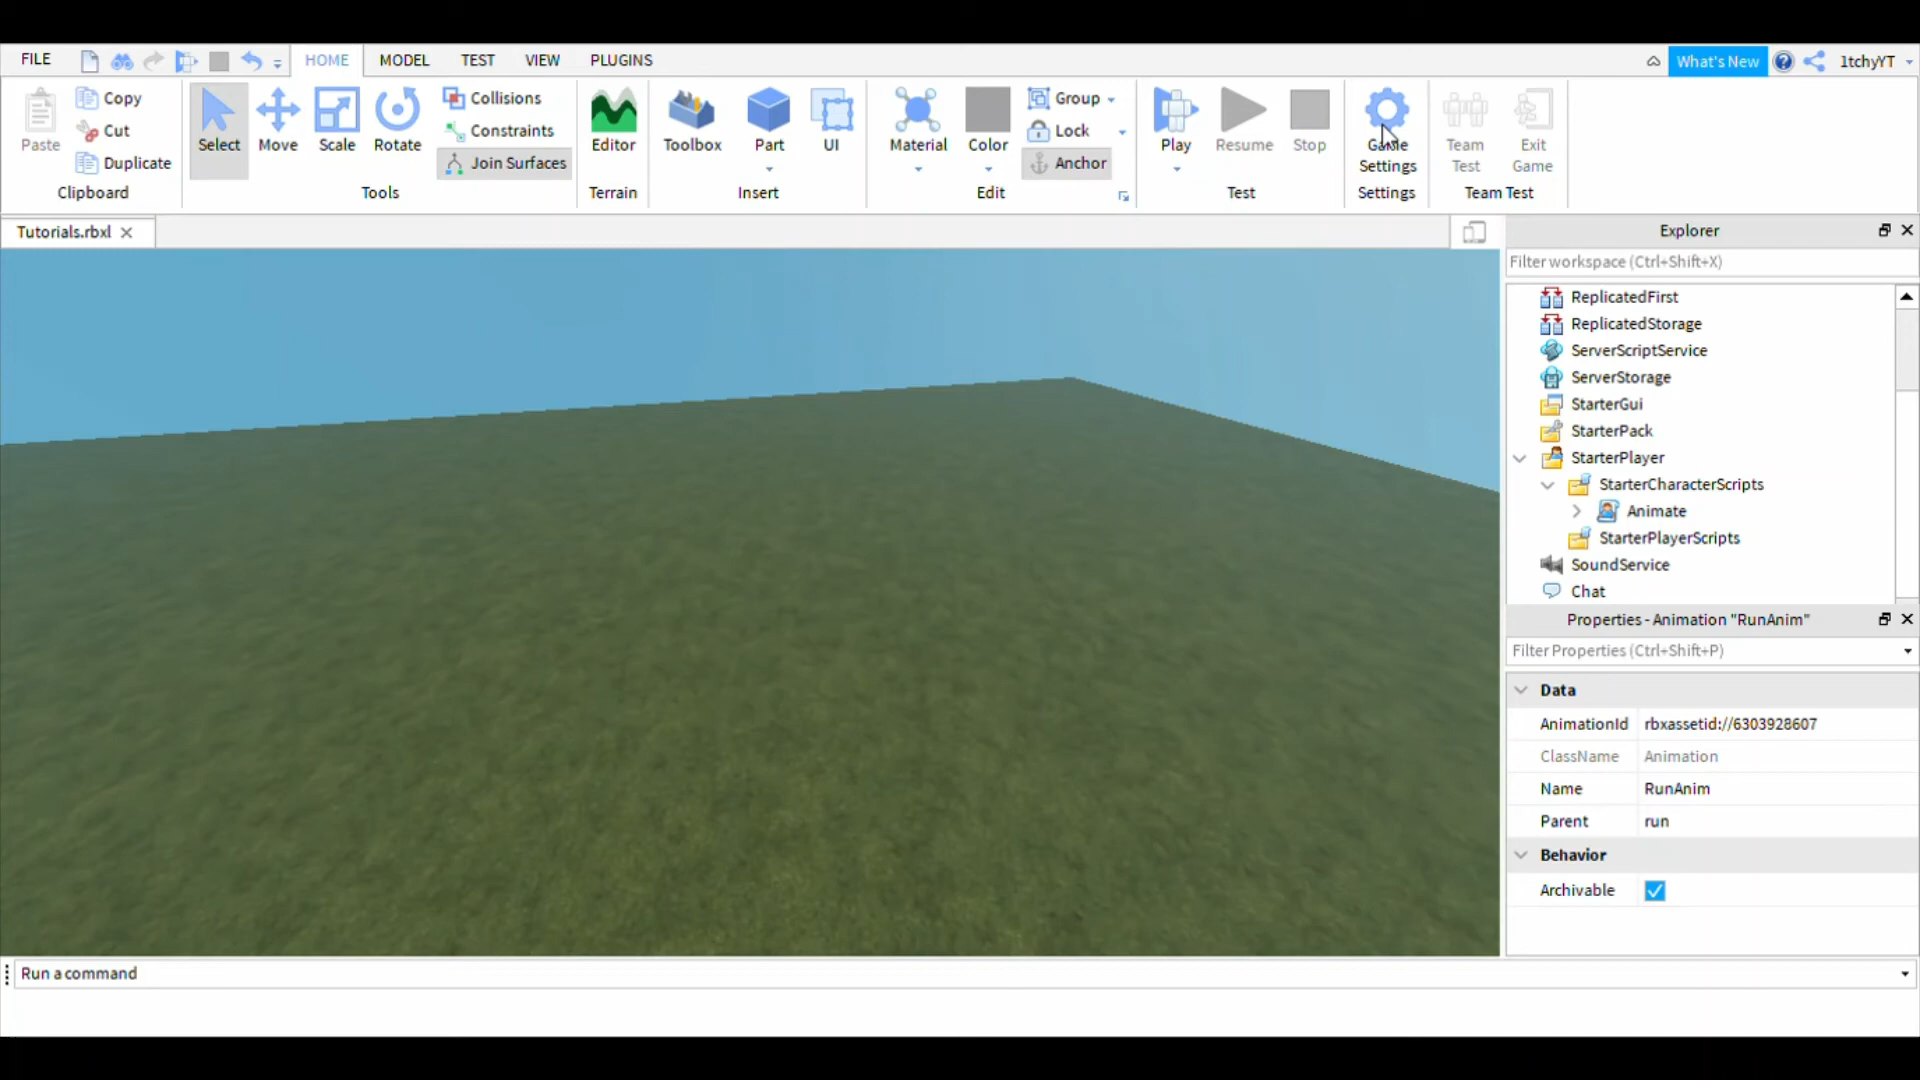 FILE HOME MODEL TEST VIEW PLUGINS What's New 1tchyYT
Paste Copy Cut Duplicate
Clipboard
Select Move Scale Rotate Collisions Constraints Join Surfaces
Tools
Editor
Terrain
Toolbox Part UI
Insert
Material Color Group Lock Anchor
Edit
Play Resume Stop
Test
Game Settings
Settings
Team Test Exit Game
Team Test
Tutorials.rbxl
Explorer
Filter workspace (Ctrl+Shift+X)
ReplicatedFirst
ReplicatedStorage
ServerScriptService
ServerStorage
StarterGui
StarterPack
StarterPlayer
StarterCharacterScripts
Animate
StarterPlayerScripts
SoundService
Chat
Properties - Animation "RunAnim"
Filter Properties (Ctrl+Shift+P)
Data
AnimationId rbxassetid://6303928607
ClassName Animation
Name RunAnim
Parent run
Behavior
Archivable
Run a command